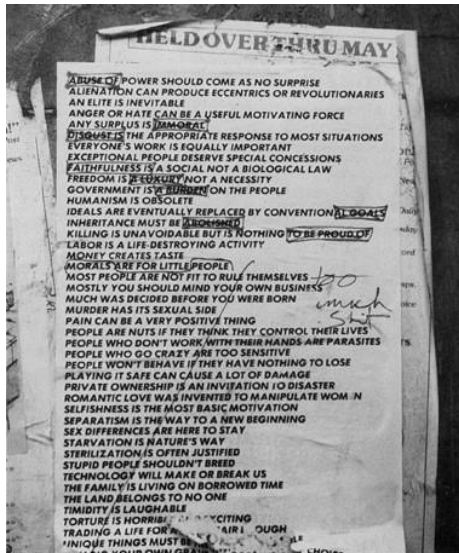 HELD OVER THRU MAY
ABUSE OF POWER SHOULD COME AS NO SURPRISE
ALIENATION CAN PRODUCE ECCENTRICS OR REVOLUTIONARIES
AN ELITE IS INEVITABLE
ANGER OR HATE CAN BE A USEFUL MOTIVATING FORCE
ANY SURPLUS IS IMMORAL
DISGUST IS THE APPROPRIATE RESPONSE TO MOST SITUATIONS
EVERYONE'S WORK IS EQUALLY IMPORTANT
EXCEPTIONAL PEOPLE DESERVE SPECIAL CONCESSIONS
FAITHFULNESS IS A SOCIAL NOT A BIOLOGICAL LAW
FREEDOM IS A LUXURY NOT A NECESSITY
GOVERNMENT IS A BURDEN ON THE PEOPLE
HUMANISM IS OBSOLETE
IDEALS ARE EVENTUALLY REPLACED BY CONVENTIONAL GOALS
INHERITANCE MUST BE ABOLISHED
KILLING IS UNAVOIDABLE BUT IS NOTHING TO BE PROUD OF
LABOR IS A LIFE-DESTROYING ACTIVITY
MONEY CREATES TASTE
MORALS ARE FOR LITTLE PEOPLE
MOST PEOPLE ARE NOT FIT TO RULE THEMSELVES
MOSTLY YOU SHOULD MIND YOUR OWN BUSINESS
MUCH WAS DECIDED BEFORE YOU WERE BORN
MURDER HAS ITS SEXUAL SIDE
PAIN CAN BE A VERY POSITIVE THING
PEOPLE ARE NUTS IF THEY THINK THEY CONTROL THEIR LIVES
PEOPLE WHO DON'T WORK WITH THEIR HANDS ARE PARASITES
PEOPLE WHO GO CRAZY ARE TOO SENSITIVE
PEOPLE WON'T BEHAVE IF THEY HAVE NOTHING TO LOSE
PLAYING IT SAFE CAN CAUSE A LOT OF DAMAGE
PRIVATE OWNERSHIP IS AN INVITATION TO DISASTER
ROMANTIC LOVE WAS INVENTED TO MANIPULATE WOM N
SELFISHNESS IS THE MOST BASIC MOTIVATION
SEPARATISM IS THE WAY TO A NEW BEGINNING
SEX DIFFERENCES ARE HERE TO STAY
STARVATION IS NATURE'S WAY
STERILIZATION IS OFTEN JUSTIFIED
STUPID PEOPLE SHOULDN'T BREED
TECHNOLOGY WILL MAKE OR BREAK US
THE FAMILY IS LIVING ON BORROWED TIME
THE LAND BELONGS TO NO ONE
TIMIDITY IS LAUGHABLE
TORTURE IS EXCITING
TRADING A LIFE FOR
UNIQUE THINGS MUST BE
YOUR OWN
too
much
shit